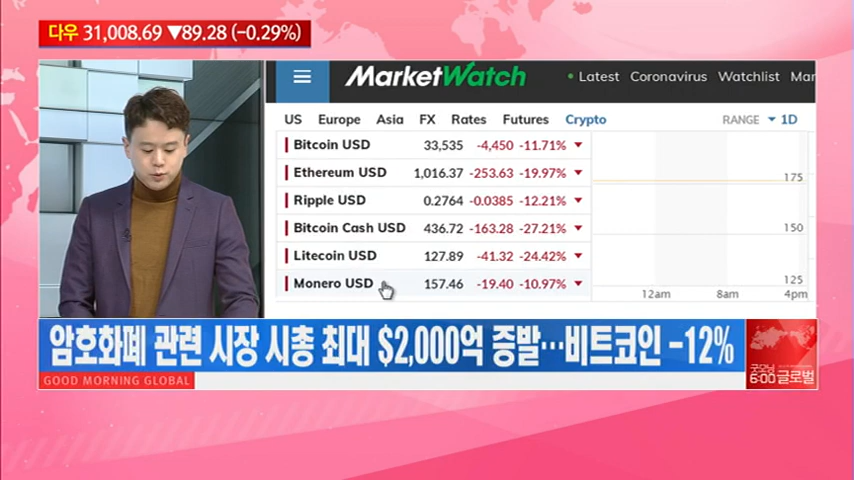 다우 31,008.69 ▼89.28 (-0.29%)
MarketWatch • Latest Coronavirus Watchlist Mar
US Europe Asia FX Rates Futures Crypto RANGE 1D
Bitcoin USD 33,535 -4,450 -11.71%
Ethereum USD 1,016.37 -253.63 -19.97%
Ripple USD 0.2764 -0.0385 -12.21%
Bitcoin Cash USD 436.72 -163.28 -27.21%
Litecoin USD 127.89 -41.32 -24.42%
Monero USD 157.46 -19.40 -10.97%
175
150
125
12am 8am 4pm
암호화폐 관련 시장 시총 최대 $2,000억 증발…비트코인 -12%
GOOD MORNING GLOBAL
굿모닝
6:00 글로벌